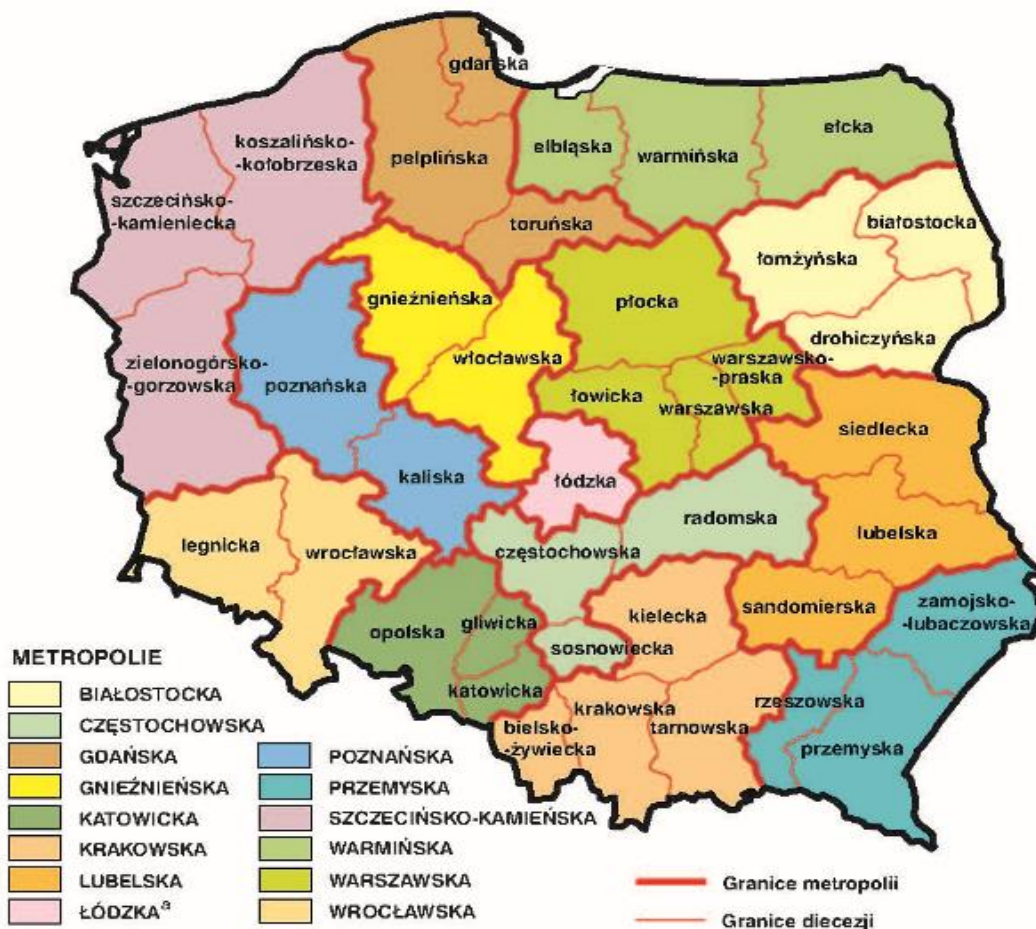 gdańska
koszalińsko-
-kołobrzeska
pelplińska
elbląska
warmińska
ełcka
szczecińsko-
-kamieniecka
toruńska
białostocka
łomżyńska
gnieźnieńska
płocka
drohiczyńska
zielonogórsko-
-gorzowska
poznańska
włocławska
warszawsko-
-praska
łowicka
warszawska
siedlecka
kaliska
łódzka
radomska
legnicka
wrocławska
częstochowska
lubelska
opolska
gliwicka
kielecka
sandomierska
zamojsko-
-lubaczowska
sosnowiecka
katowicka
bielsko-
-żywiecka
krakowska
tarnowska
rzeszowska
przemyska
METROPOLIE
BIAŁOSTOCKA
CZĘSTOCHOWSKA
GDAŃSKA
GNIEŹNIEŃSKA
KATOWICKA
KRAKOWSKA
LUBELSKA
ŁÓDZKAª
POZNAŃSKA
PRZEMYSKA
SZCZECIŃSKO-KAMIEŃSKA
WARMIŃSKA
WARSZAWSKA
WROCŁAWSKA
Granice metropolii
Granice diecezji